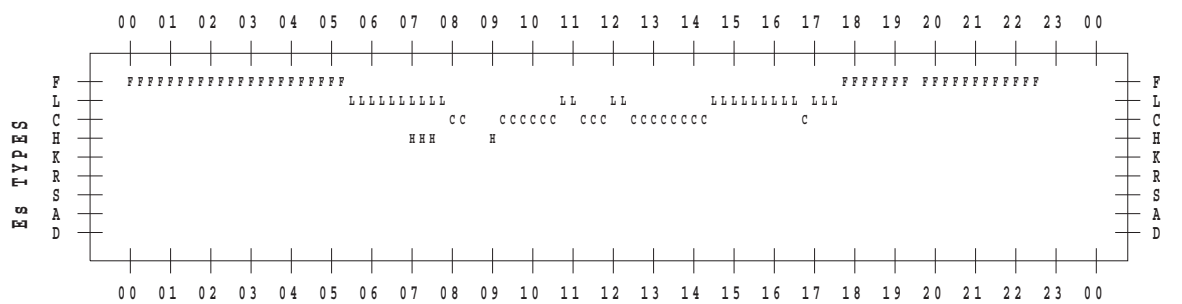 00 01 02 03 04 05 06 07 08 09 10 11 12 13 14 15 16 17 18 19 20 21 22 23 00
F FFFFFFFFFFFFFFFFFFFFFF FFFFFFF FFFFFFFFFFFF F
L LLLLLLLLLL LL LL LLLLLLLLL LLL L
C CC CCCCCC CCC CCCCCCCC C C
H HHH H H
K K
R R
S S
A A
D D
Es TYPES
00 01 02 03 04 05 06 07 08 09 10 11 12 13 14 15 16 17 18 19 20 21 22 23 00